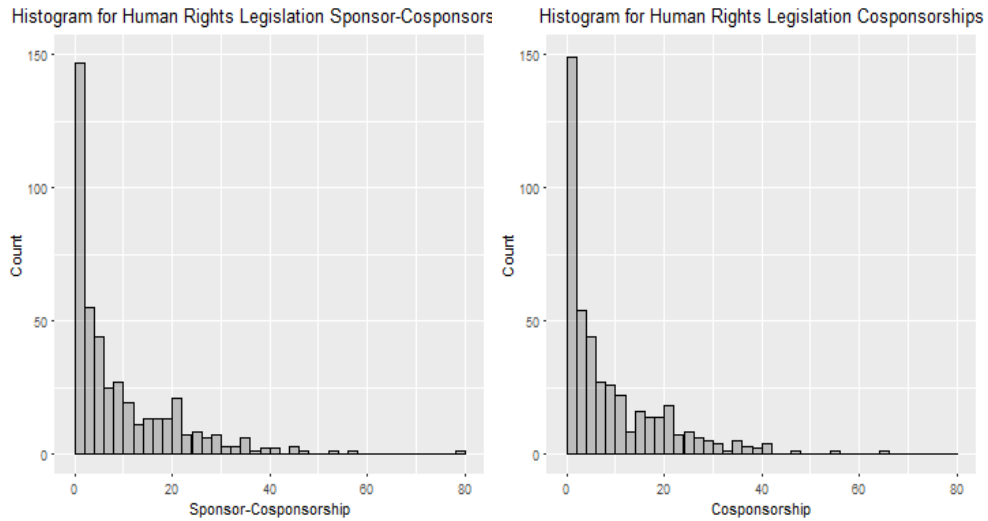 Histogram for Human Rights Legislation Sponsor-Cosponsors
150
100
50
0
Count
0 20 40 60 80
Sponsor-Cosponsorship
Histogram for Human Rights Legislation Cosponsorships
150
100
50
0
Count
0 20 40 60 80
Cosponsorship